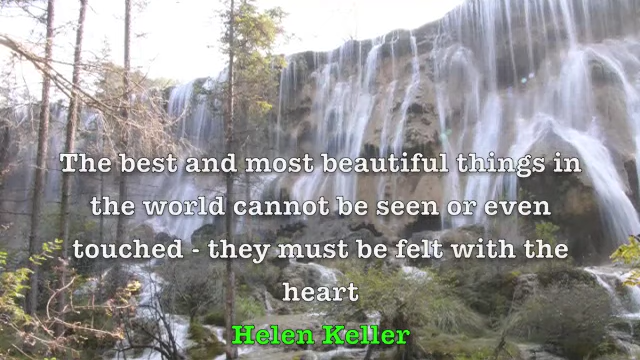 The best and most beautiful things in
the world cannot be seen or even
touched - they must be felt with the
heart
Helen Keller